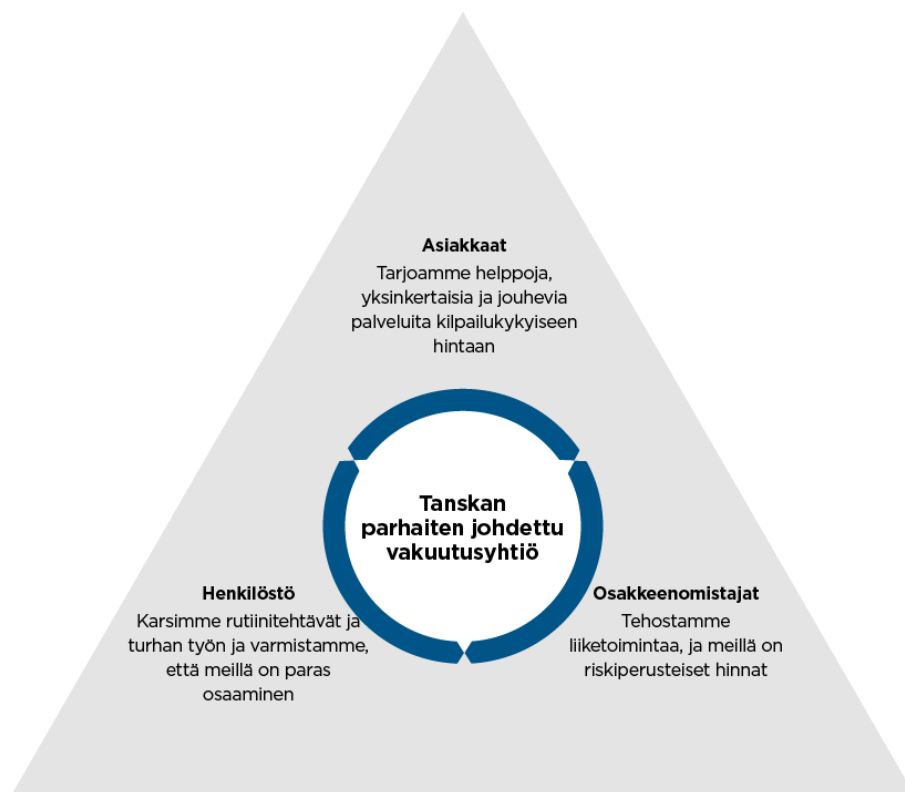 Asiakkaat
Tarjoamme helppoja,
yksinkertaisia ja jouhevia
palveluita kilpailukykyiseen
hintaan
Tanskan
parhaiten johdettu
vakuutusyhtiö
Henkilöstö
Karsimme rutiinitehtävät ja
turhan työn ja varmistamme,
että meillä on paras
osaaminen
Osakkeenomistajat
Tehostamme
liiketoimintaa, ja meillä on
riskiperusteiset hinnat